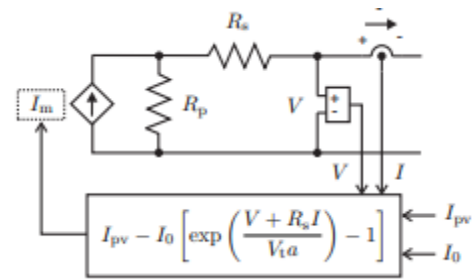 -
+ -
R_s
I_m
R_p
V
+
-
V I
I_pv − I_0 [exp((V + R_s I)/(V_t a)) − 1]
I_pv
I_0